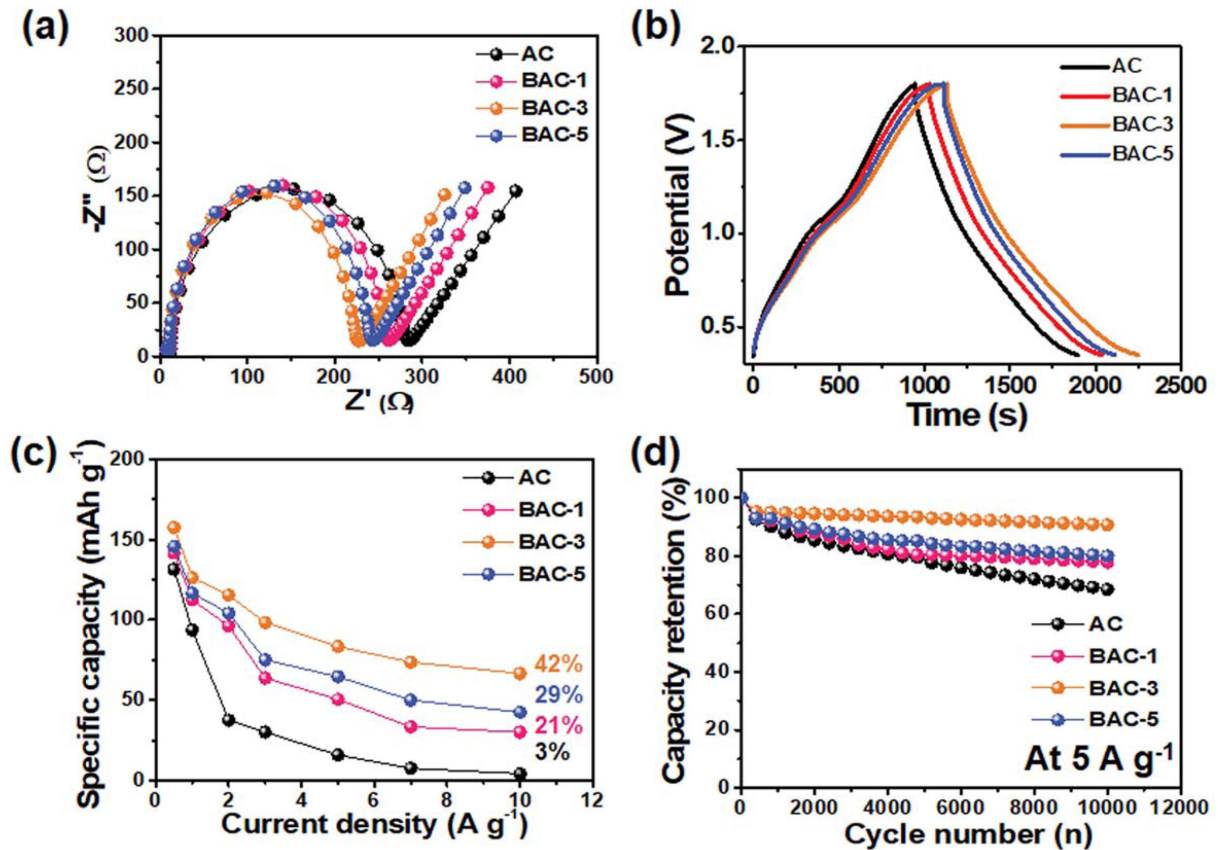 (a)
300
250
200
150
100
50
0
-Z" (Ω)
AC
BAC-1
BAC-3
BAC-5
0 100 200 300 400 500
Z' (Ω)
(b)
2.0
1.5
1.0
0.5
Potential (V)
AC
BAC-1
BAC-3
BAC-5
0 500 1000 1500 2000 2500
Time (s)
(c)
200
150
100
50
0
Specific capacity (mAh g⁻¹)
AC
BAC-1
BAC-3
BAC-5
42%
29%
21%
3%
0 2 4 6 8 10 12
Current density (A g⁻¹)
(d)
100
80
60
40
20
0
Capacity retention (%)
AC
BAC-1
BAC-3
BAC-5
At 5 A g⁻¹
0 2000 4000 6000 8000 10000 12000
Cycle number (n)